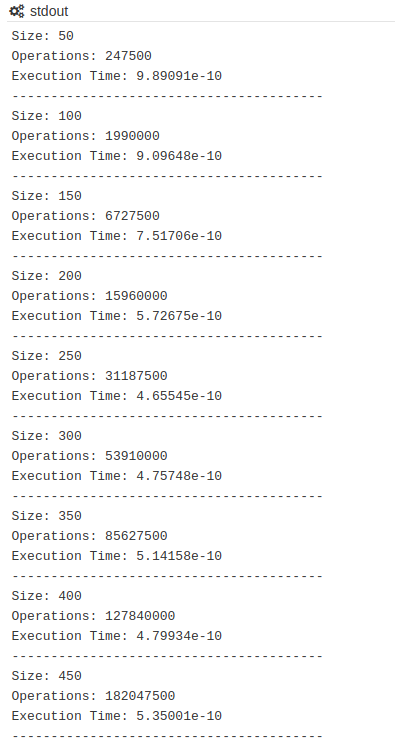 stdout
Size: 50
Operations: 247500
Execution Time: 9.89091e-10
----------------------------------------
Size: 100
Operations: 1990000
Execution Time: 9.09648e-10
----------------------------------------
Size: 150
Operations: 6727500
Execution Time: 7.51706e-10
----------------------------------------
Size: 200
Operations: 15960000
Execution Time: 5.72675e-10
----------------------------------------
Size: 250
Operations: 31187500
Execution Time: 4.65545e-10
----------------------------------------
Size: 300
Operations: 53910000
Execution Time: 4.75748e-10
----------------------------------------
Size: 350
Operations: 85627500
Execution Time: 5.14158e-10
----------------------------------------
Size: 400
Operations: 127840000
Execution Time: 4.79934e-10
----------------------------------------
Size: 450
Operations: 182047500
Execution Time: 5.35001e-10
----------------------------------------